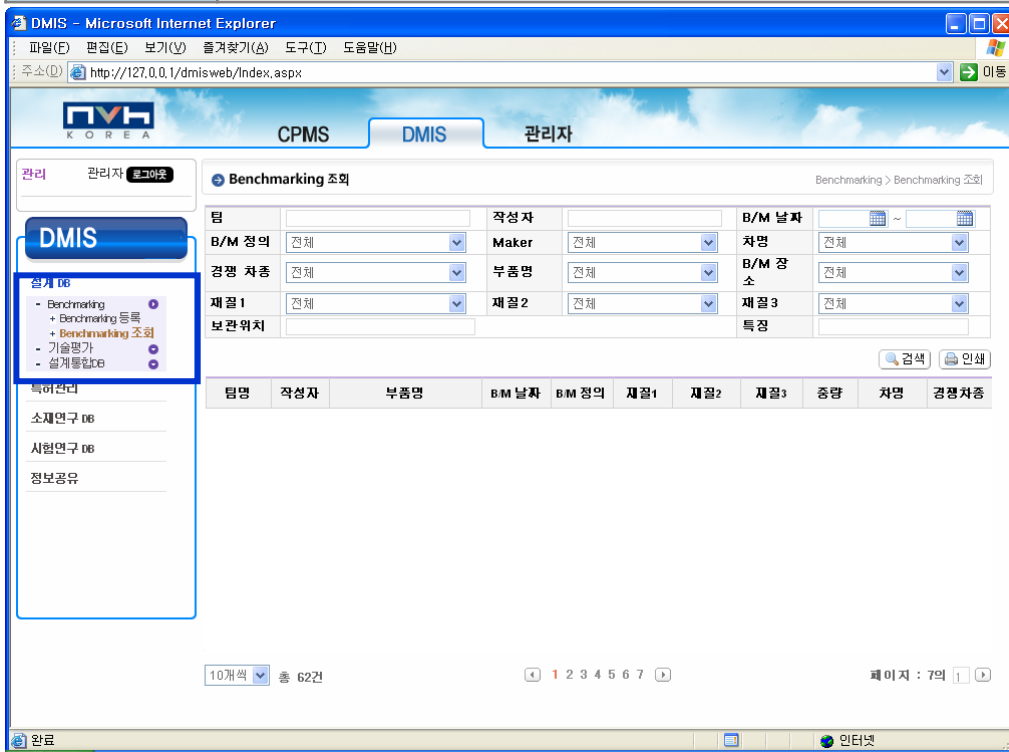 DMIS - Microsoft Internet Explorer
파일(F) 편집(E) 보기(V) 즐겨찾기(A) 도구(T) 도움말(H)
주소(D) http://127.0.0.1/dmisweb/Index.aspx 이동
nVH
KOREA
CPMS DMIS 관리자
관리 관리자 로그아웃
Benchmarking 조회 Benchmarking > Benchmarking 조회
DMIS
설계 DB
- Benchmarking
+ Benchmarking 등록
+ Benchmarking 조회
- 기술평가
- 설계통합DB
특허관리
소재연구 DB
시험연구 DB
정보공유
팀 작성자 B/M 날짜 ~
B/M 정의 전체 Maker 전체 차명 전체
경쟁 차종 전체 부품명 전체 B/M 장소 전체
재질1 전체 재질2 전체 재질3 전체
보관위치 특징
검색 인쇄
팀명 작성자 부품명 B/M 날짜 B/M 정의 재질1 재질2 재질3 중량 차명 경쟁차종
10개씩 총 62건 1 2 3 4 5 6 7 페이지 : 7의 1
완료 인터넷